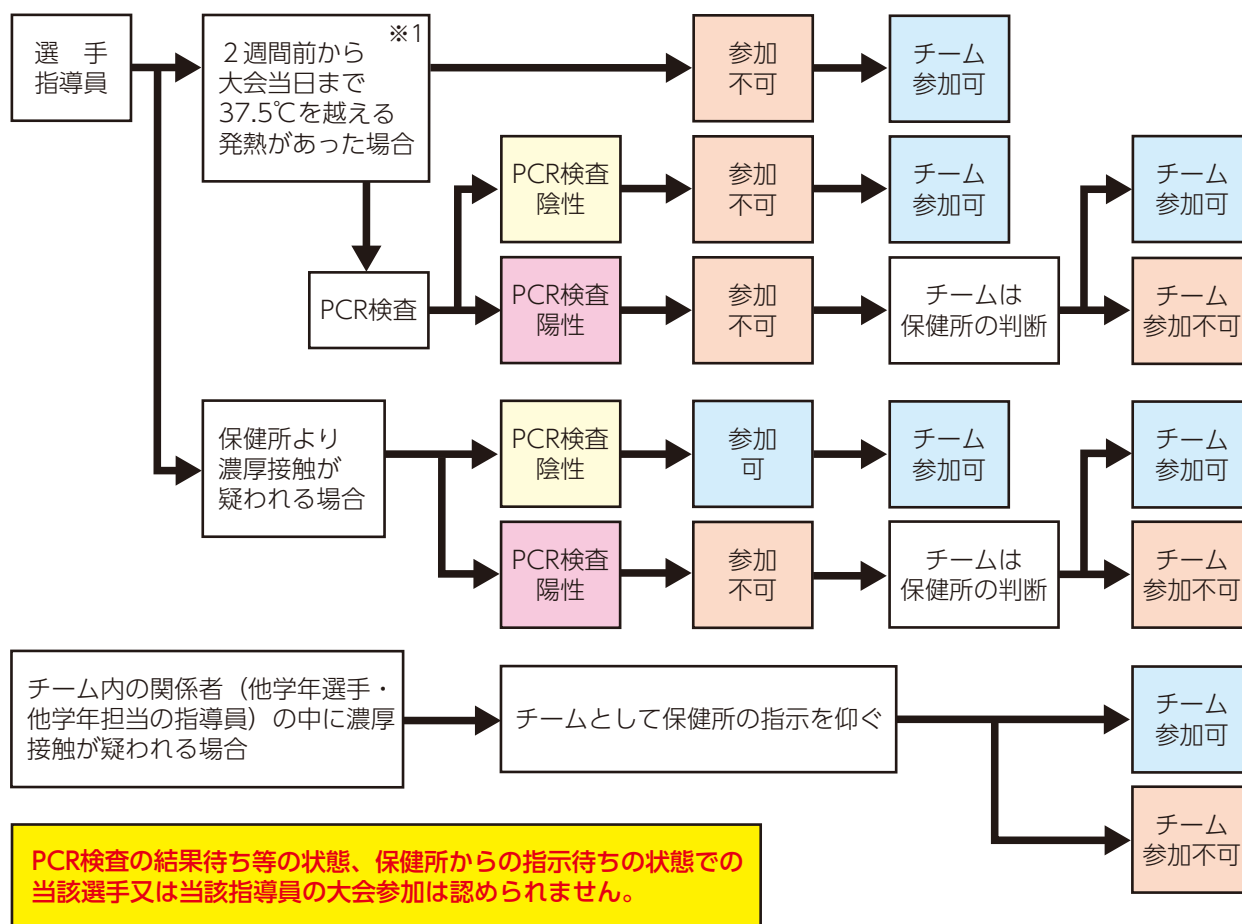 選　手
指導員
※1
２週間前から
大会当日まで
37.5℃を越える
発熱があった場合
参加
不可
チーム
参加可
PCR検査
陰性
参加
不可
チーム
参加可
チーム
参加可
PCR検査
PCR検査
陽性
参加
不可
チームは
保健所の判断
チーム
参加不可
保健所より
濃厚接触が
疑われる場合
PCR検査
陰性
参加
可
チーム
参加可
チーム
参加可
PCR検査
陽性
参加
不可
チームは
保健所の判断
チーム
参加不可
チーム内の関係者（他学年選手・
他学年担当の指導員）の中に濃厚
接触が疑われる場合
チームとして保健所の指示を仰ぐ
チーム
参加可
チーム
参加不可
PCR検査の結果待ち等の状態、保健所からの指示待ちの状態での
当該選手又は当該指導員の大会参加は認められません。